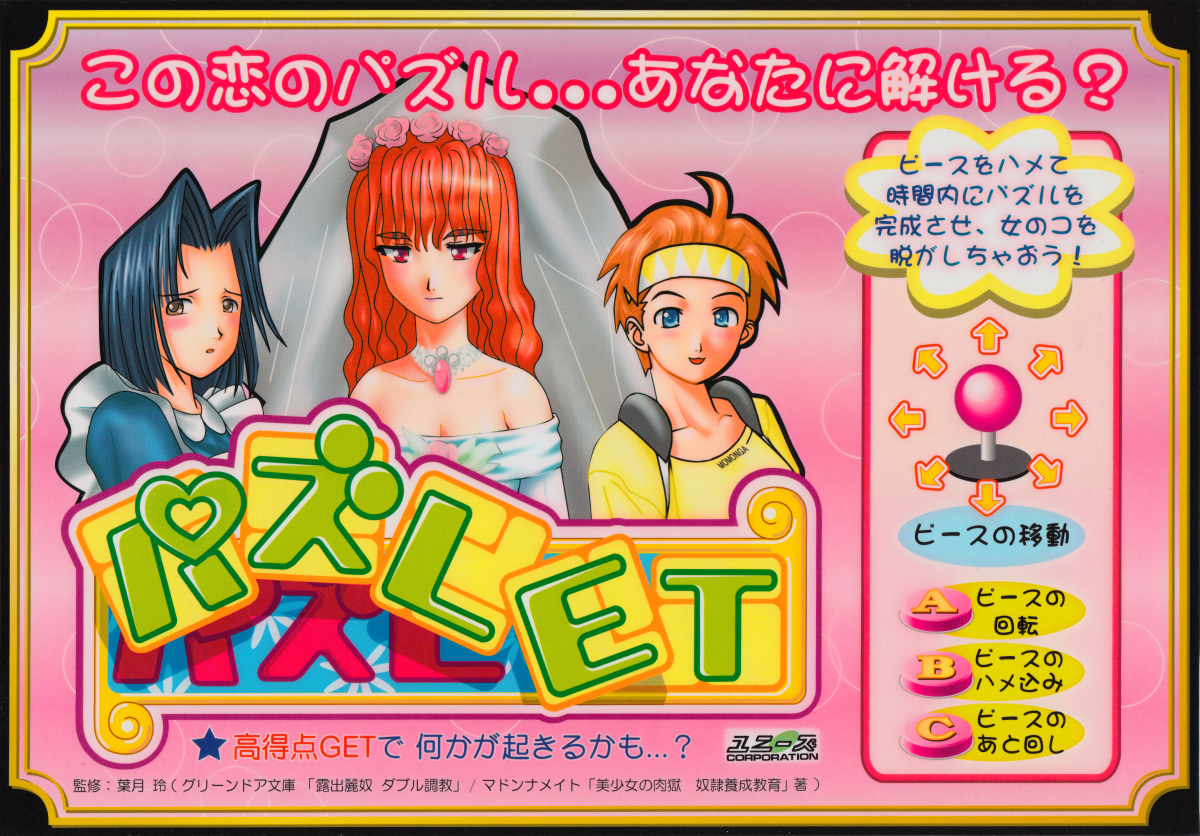 この恋のパズル...あなたに解ける？
ピースをハメて
時間内にパズルを
完成させ、女のコを
脱がしちゃおう！
MOMONGA
パズLET
ピースの移動
A ピースの
回転
B ピースの
ハメ込み
C ピースの
あと回し
★高得点GETで 何かが起きるかも...？
ユニーズ
CORPORATION
監修：葉月 玲（グリーンドア文庫 「露出麗奴 ダブル調教」/ マドンナメイト「美少女の肉獄 奴隷養成教育」著 ）